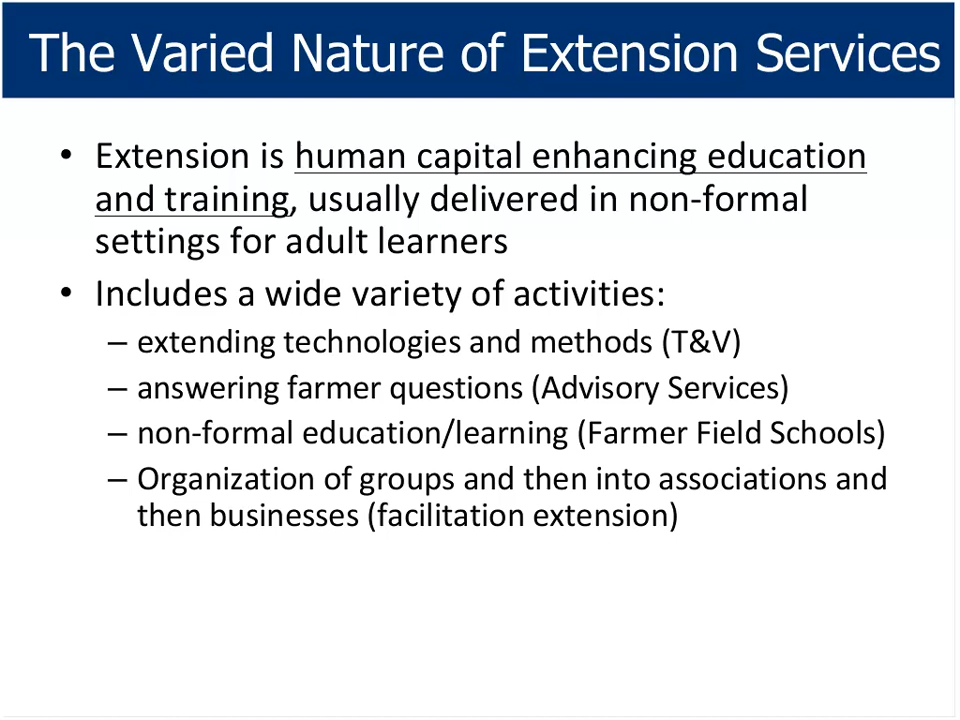 The Varied Nature of Extension Services
• Extension is human capital enhancing education
and training, usually delivered in non-formal
settings for adult learners
• Includes a wide variety of activities:
– extending technologies and methods (T&V)
– answering farmer questions (Advisory Services)
– non-formal education/learning (Farmer Field Schools)
– Organization of groups and then into associations and
then businesses (facilitation extension)